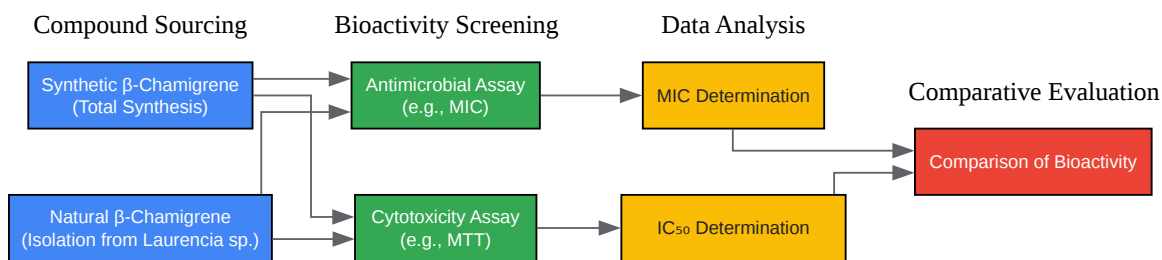 Compound Sourcing
Bioactivity Screening
Data Analysis
Synthetic β-Chamigrene
(Total Synthesis)
Antimicrobial Assay
(e.g., MIC)
MIC Determination
Comparative Evaluation
Comparison of Bioactivity
Natural β-Chamigrene
(Isolation from Laurencia sp.)
Cytotoxicity Assay
(e.g., MTT)
IC₅₀ Determination